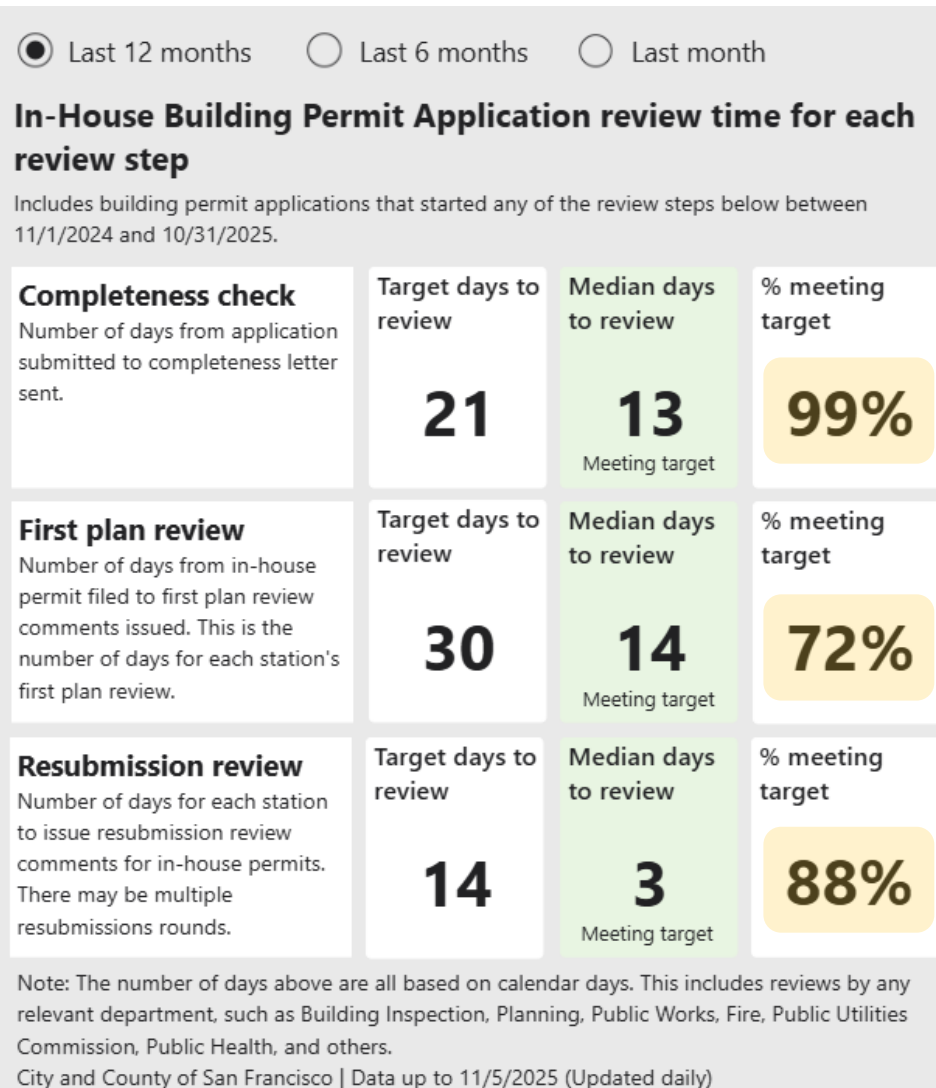 Last 12 months Last 6 months Last month
In-House Building Permit Application review time for each
review step
Includes building permit applications that started any of the review steps below between
11/1/2024 and 10/31/2025.
Completeness check
Number of days from application
submitted to completeness letter
sent.
Target days to
review
21
Median days
to review
13
Meeting target
% meeting
target
99%
First plan review
Number of days from in-house
permit filed to first plan review
comments issued. This is the
number of days for each station's
first plan review.
Target days to
review
30
Median days
to review
14
Meeting target
% meeting
target
72%
Resubmission review
Number of days for each station
to issue resubmission review
comments for in-house permits.
There may be multiple
resubmissions rounds.
Target days to
review
14
Median days
to review
3
Meeting target
% meeting
target
88%
Note: The number of days above are all based on calendar days. This includes reviews by any
relevant department, such as Building Inspection, Planning, Public Works, Fire, Public Utilities
Commission, Public Health, and others.
City and County of San Francisco | Data up to 11/5/2025 (Updated daily)